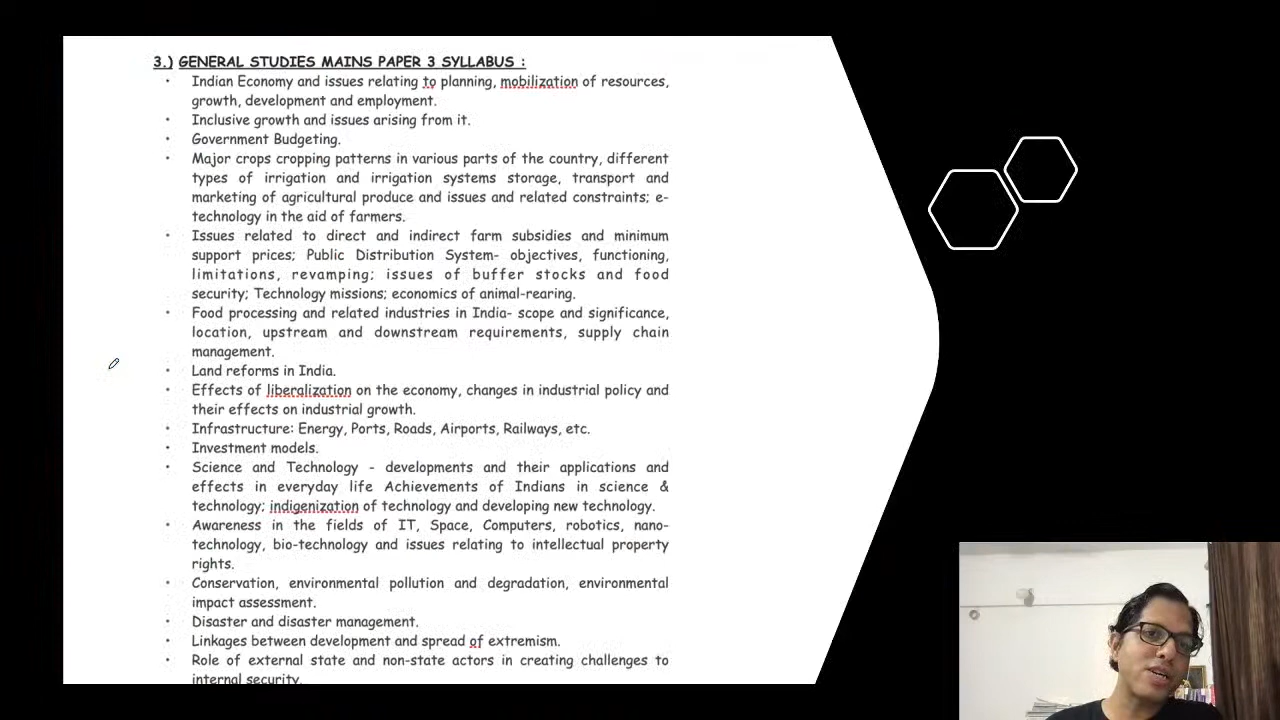 3.) GENERAL STUDIES MAINS PAPER 3 SYLLABUS :
• Indian Economy and issues relating to planning, mobilization of resources,
growth, development and employment.
• Inclusive growth and issues arising from it.
• Government Budgeting.
• Major crops cropping patterns in various parts of the country, different
types of irrigation and irrigation systems storage, transport and
marketing of agricultural produce and issues and related constraints; e-
technology in the aid of farmers.
• Issues related to direct and indirect farm subsidies and minimum
support prices; Public Distribution System- objectives, functioning,
limitations, revamping; issues of buffer stocks and food
security; Technology missions; economics of animal-rearing.
• Food processing and related industries in India- scope and significance,
location, upstream and downstream requirements, supply chain
management.
• Land reforms in India.
• Effects of liberalization on the economy, changes in industrial policy and
their effects on industrial growth.
• Infrastructure: Energy, Ports, Roads, Airports, Railways, etc.
• Investment models.
• Science and Technology - developments and their applications and
effects in everyday life Achievements of Indians in science &
technology; indigenization of technology and developing new technology.
• Awareness in the fields of IT, Space, Computers, robotics, nano-
technology, bio-technology and issues relating to intellectual property
rights.
• Conservation, environmental pollution and degradation, environmental
impact assessment.
• Disaster and disaster management.
• Linkages between development and spread of extremism.
• Role of external state and non-state actors in creating challenges to
internal security.